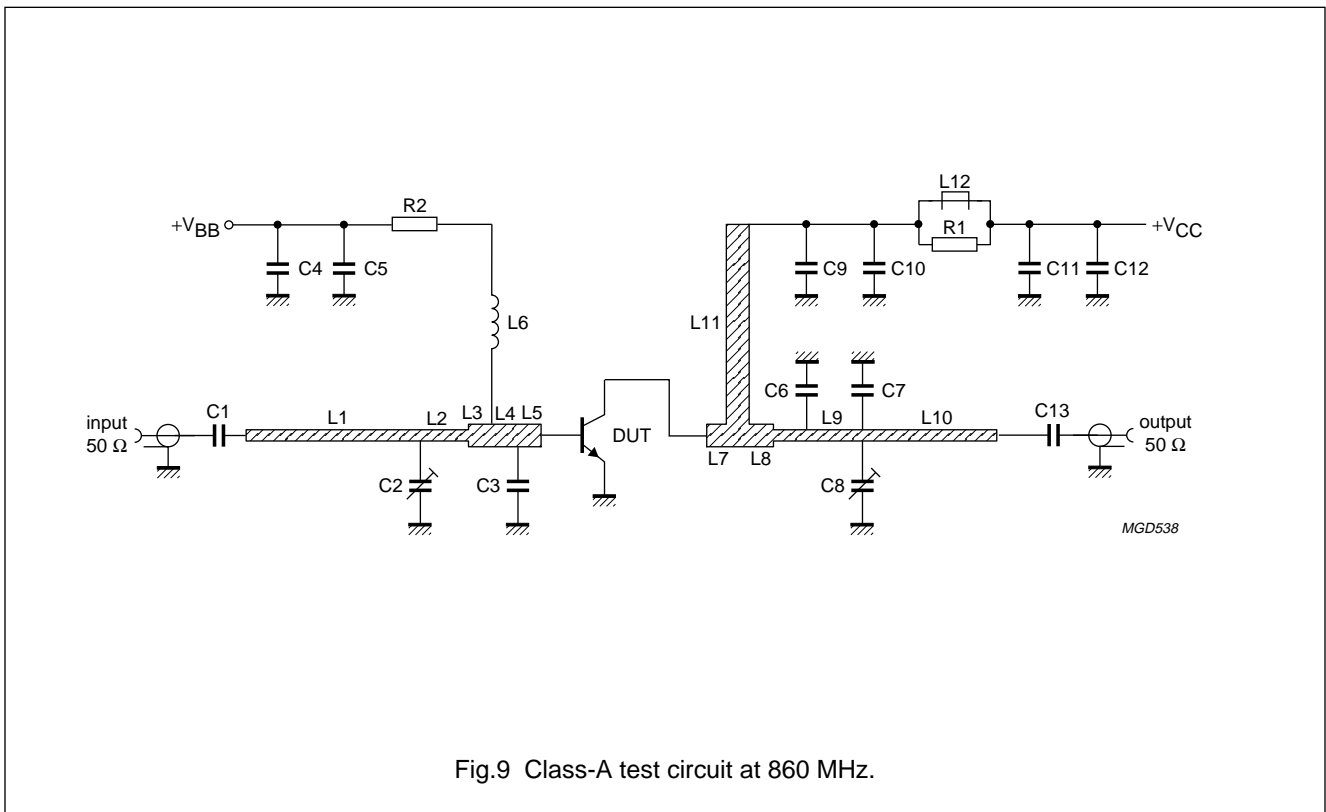 L12
+VBB
R2
R1
+VCC
C4
C5
C9
C10
C11
C12
L6
L11
C6
C7
input
50 Ω
C1
L1
L2
L3
L4
L5
DUT
L7
L8
L9
L10
C13
output
50 Ω
C2
C3
C8
MGD538
Fig.9 Class-A test circuit at 860 MHz.